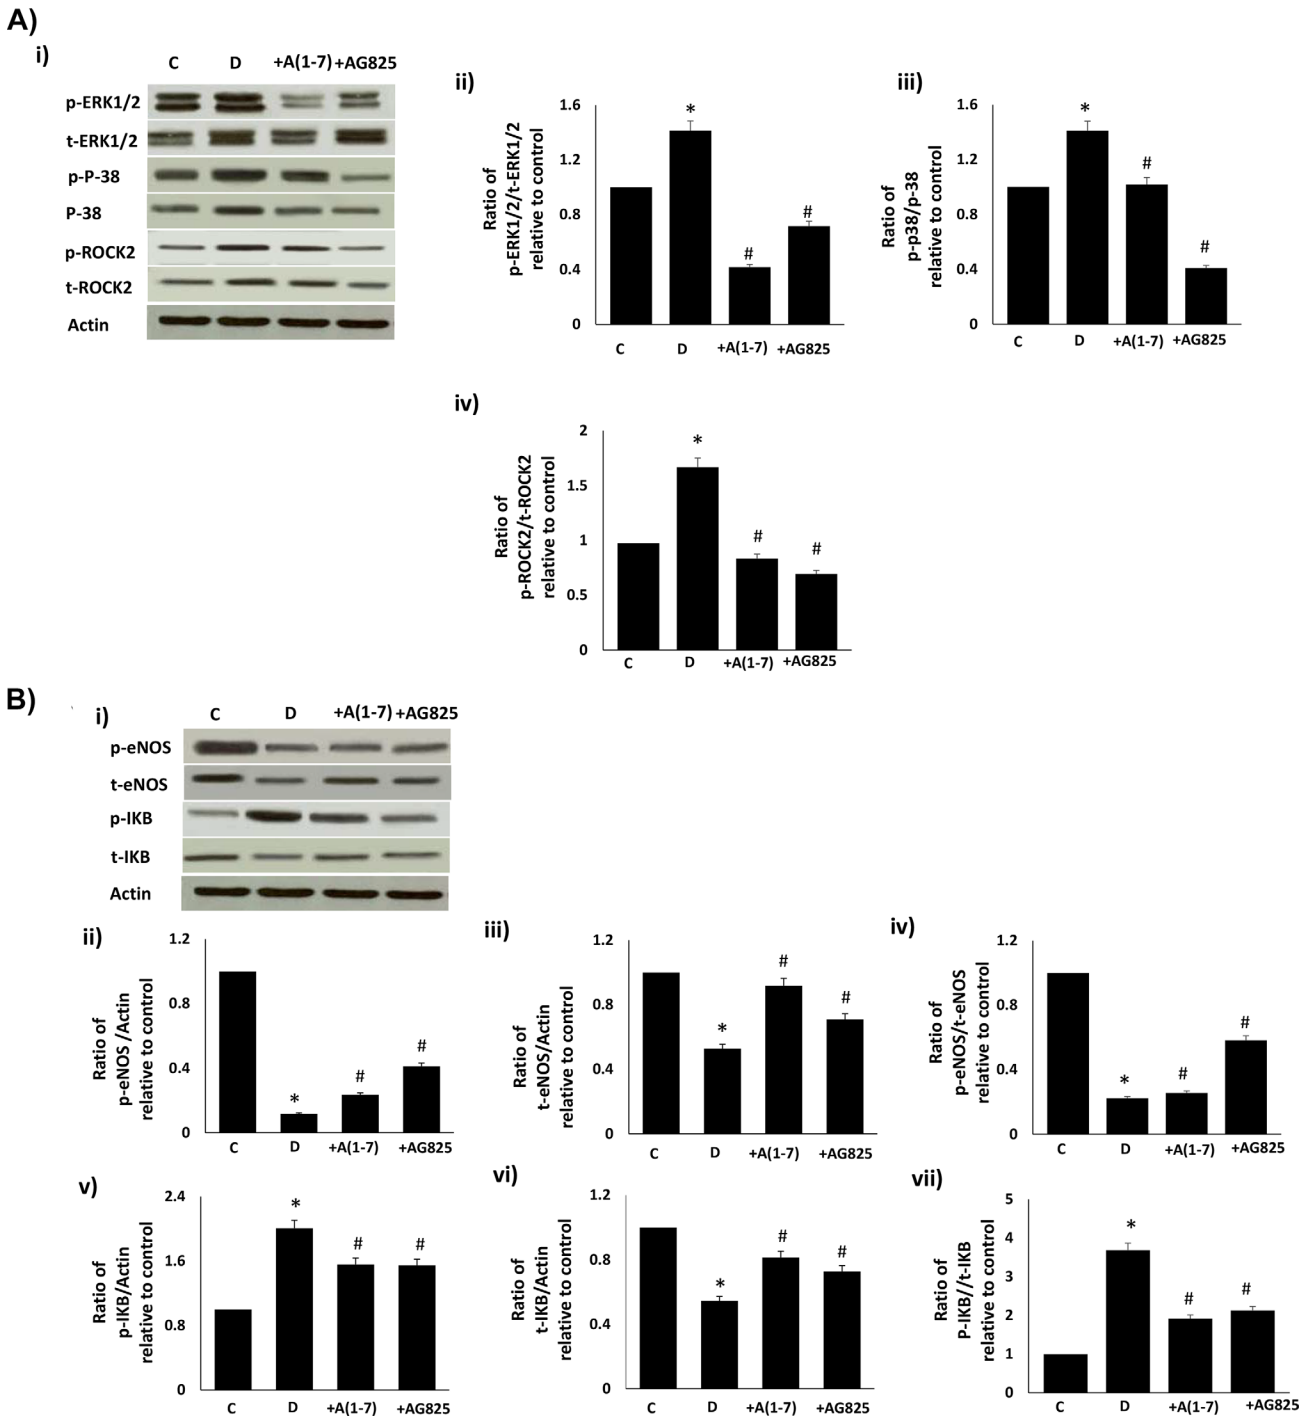 A)
i)
C D +A(1-7) +AG825
p-ERK1/2
t-ERK1/2
p-P-38
P-38
p-ROCK2
t-ROCK2
Actin
ii)
Ratio of
p-ERK1/2/t-ERK1/2
relative to control
1.6
1.2
0.8
0.4
0
*
#
#
C D +A(1-7) +AG825
iii)
Ratio of
p-p38/p-38
relative to control
1.6
1.2
0.8
0.4
0
*
#
#
C D +A(1-7) +AG825
iv)
Ratio of
p-ROCK2/t-ROCK2
relative to control
2
1.5
1
0.5
0
*
#
#
C D +A(1-7) +AG825
B)
i)
C D +A(1-7) +AG825
p-eNOS
t-eNOS
p-IKB
t-IKB
Actin
ii)
Ratio of
p-eNOS /Actin
relative to control
1.2
0.8
0.4
0
*
#
#
C D +A(1-7) +AG825
iii)
Ratio of
t-eNOS/Actin
relative to control
1.2
0.8
0.4
0
*
#
#
C D +A(1-7) +AG825
iv)
Ratio of
p-eNOS/t-eNOS
relative to control
1.2
0.8
0.4
0
*
#
#
C D +A(1-7) +AG825
v)
Ratio of
p-IKB/Actin
relative to control
2.4
1.6
0.8
0
*
#
#
C D +A(1-7) +AG825
vi)
Ratio of
t-IKB/Actin
relative to control
1.2
0.8
0.4
0
*
#
#
C D +A(1-7) +AG825
vii)
Ratio of
P-IKB//t-IKB
relative to control
5
4
3
2
1
0
*
#
#
C D +A(1-7) +AG825